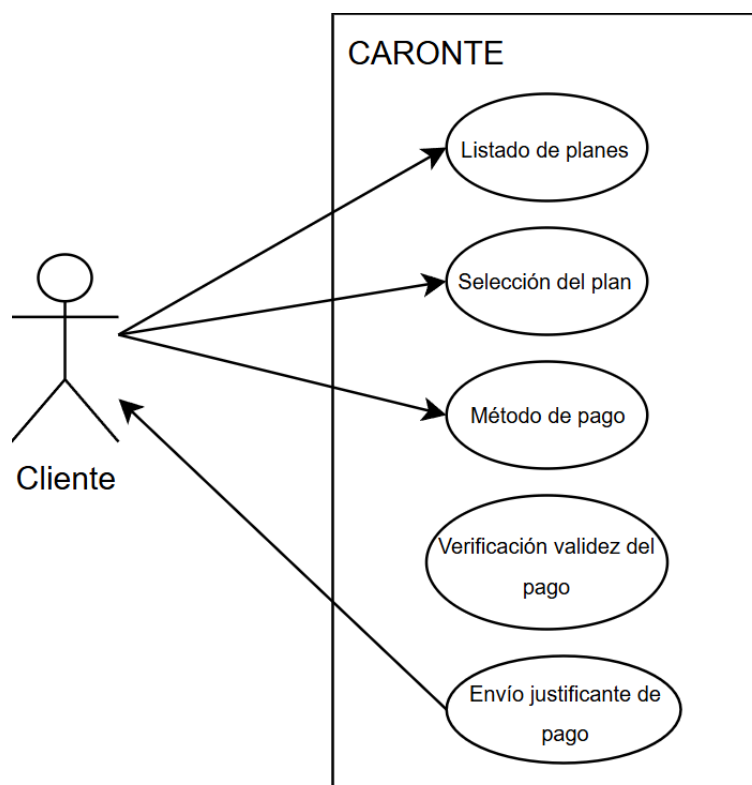 CARONTE
Listado de planes
Selección del plan
Método de pago
Cliente
Verificación validez del
pago
Envío justificante de
pago